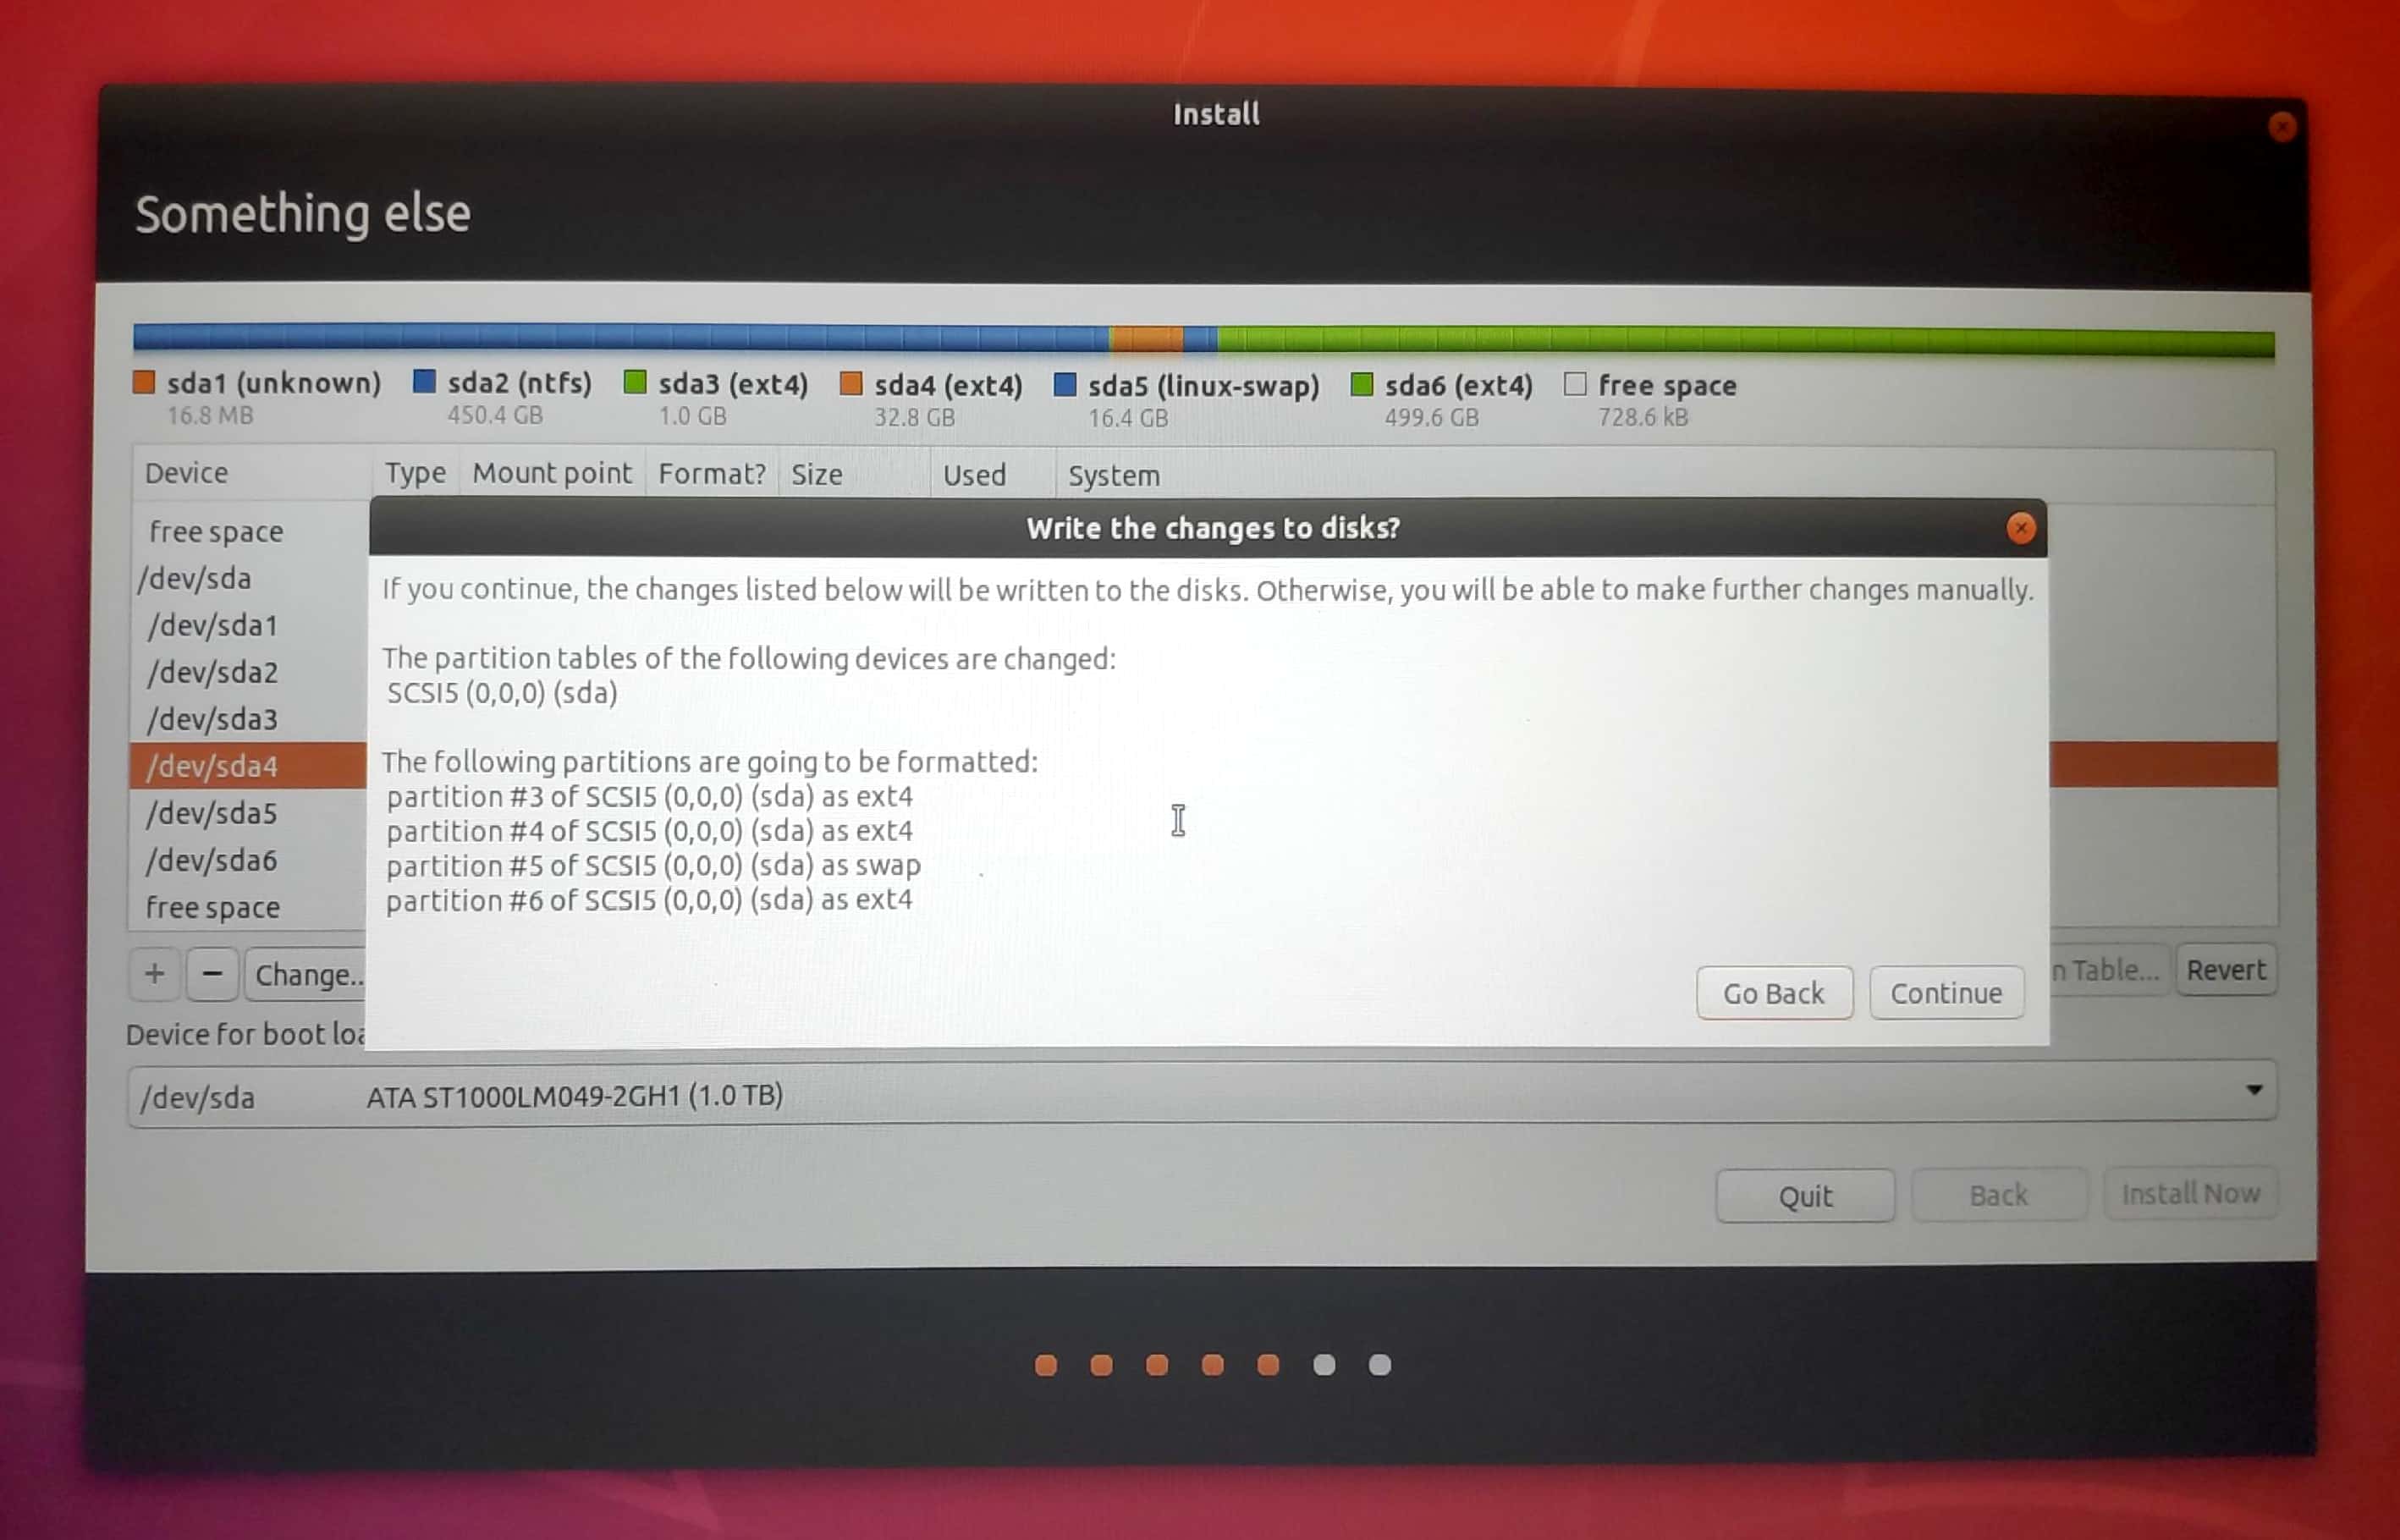 Install
Something else
sda1 (unknown) sda2 (ntfs) sda3 (ext4) sda4 (ext4) sda5 (linux-swap) sda6 (ext4) free space
16.8 MB 450.4 GB 1.0 GB 32.8 GB 16.4 GB 499.6 GB 728.6 kB
Device Type Mount point Format? Size Used System
free space
/dev/sda
/dev/sda1
/dev/sda2
/dev/sda3
/dev/sda4
/dev/sda5
/dev/sda6
free space
Write the changes to disks?
If you continue, the changes listed below will be written to the disks. Otherwise, you will be able to make further changes manually.
The partition tables of the following devices are changed:
SCSI5 (0,0,0) (sda)
The following partitions are going to be formatted:
partition #3 of SCSI5 (0,0,0) (sda) as ext4
partition #4 of SCSI5 (0,0,0) (sda) as ext4
partition #5 of SCSI5 (0,0,0) (sda) as swap
partition #6 of SCSI5 (0,0,0) (sda) as ext4
Go Back Continue
+ − Change.. n Table... Revert
Device for boot loa
/dev/sda ATA ST1000LM049-2GH1 (1.0 TB)
Quit Back Install Now